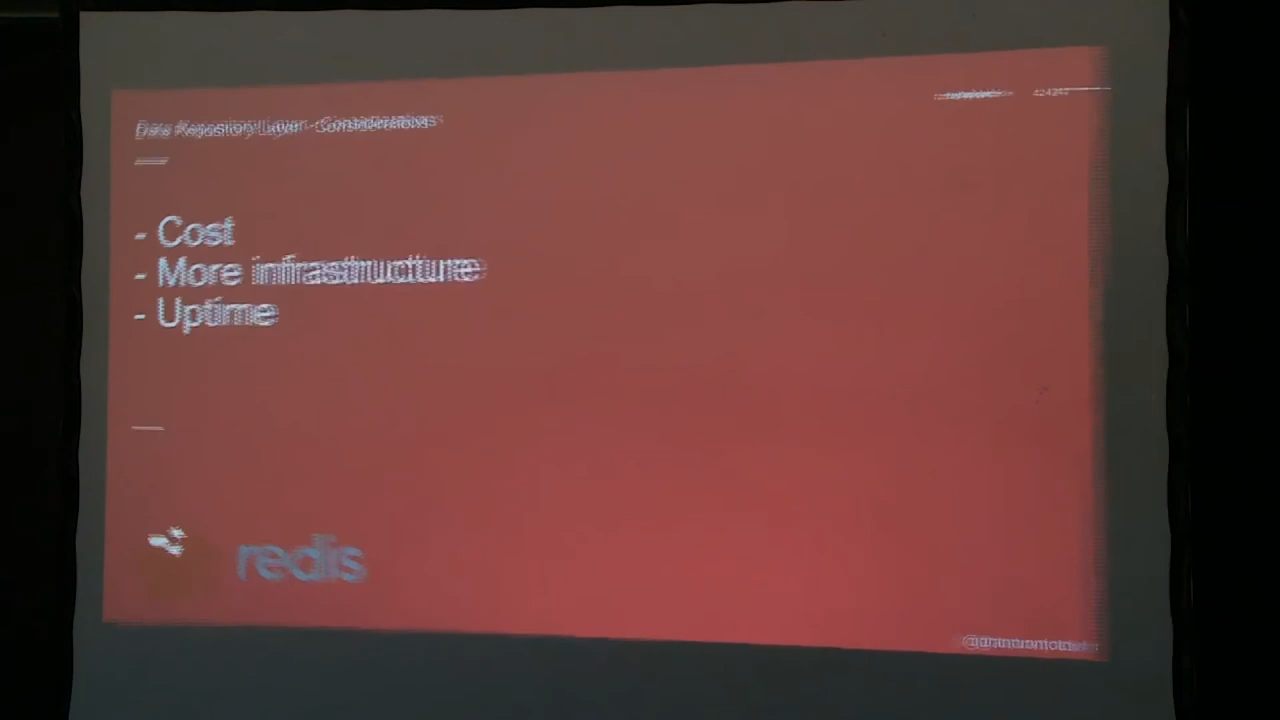 Data Repository Layer - Considerations
- Cost
- More infrastructure
- Uptime
redis